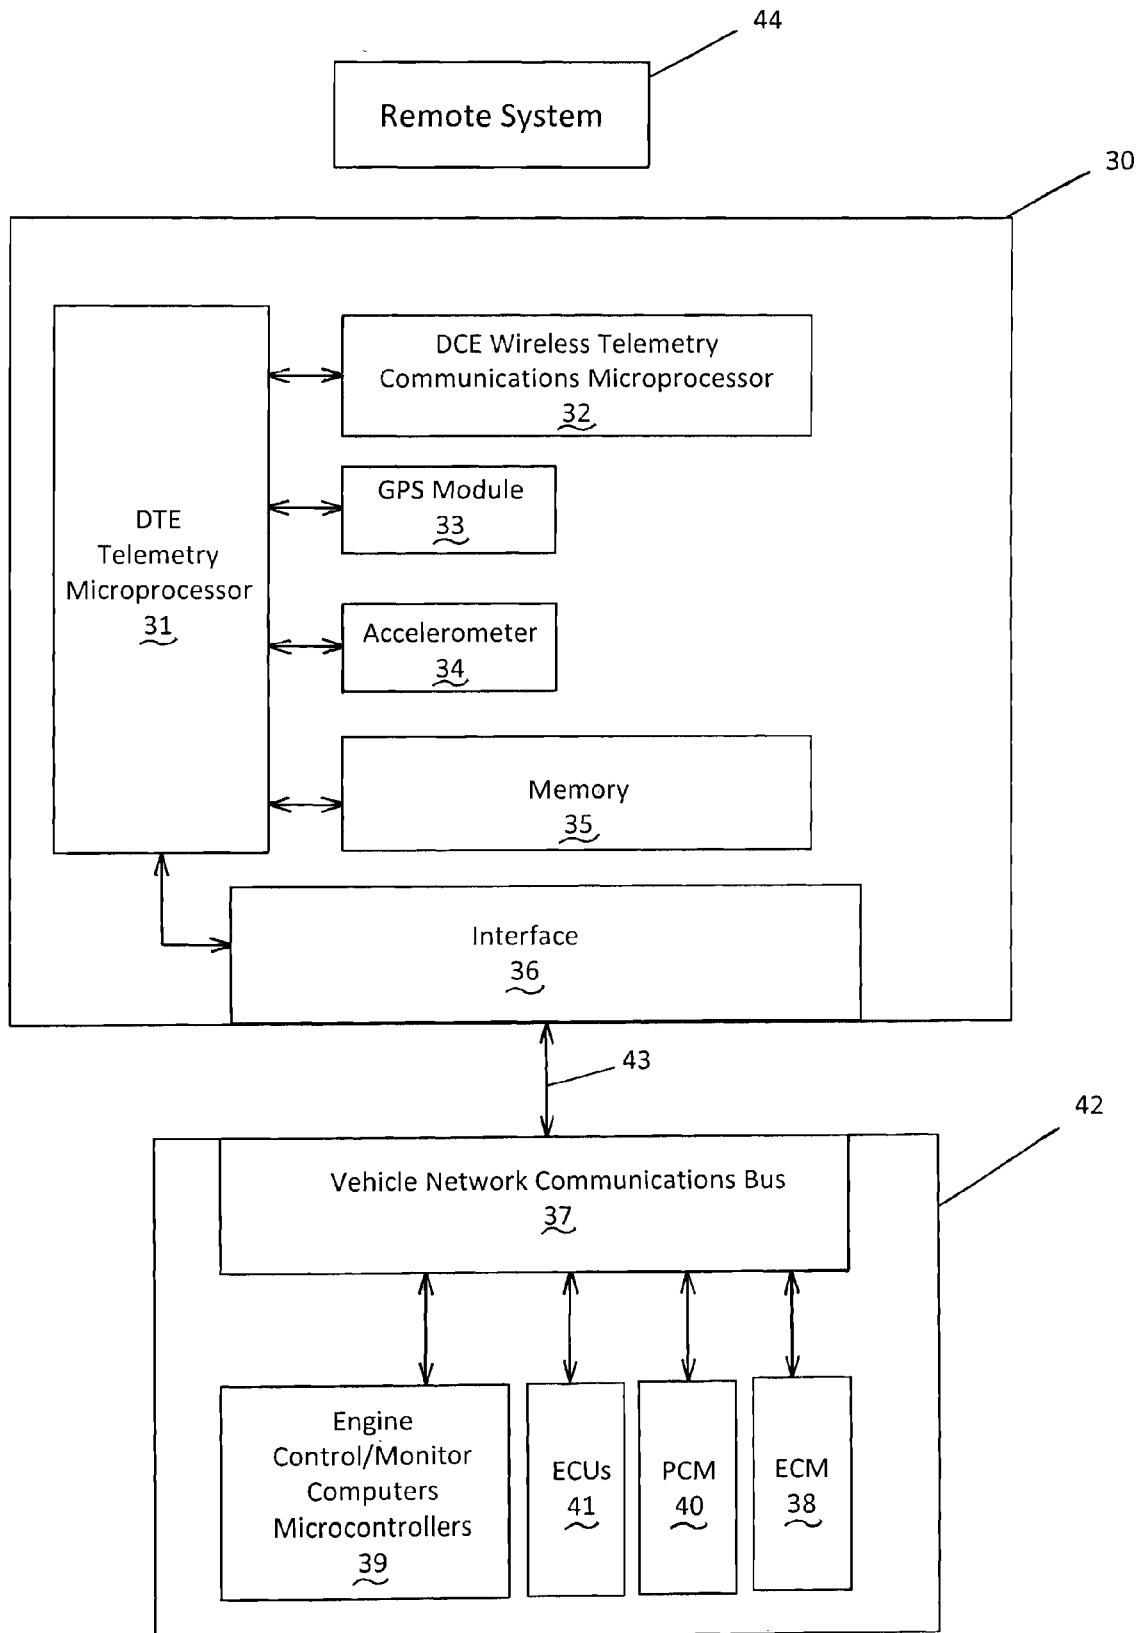 44
Remote System
30
DCE Wireless Telemetry
Communications Microprocessor
32
GPS Module
33
DTE
Telemetry
Microprocessor
31
Accelerometer
34
Memory
35
Interface
36
43
42
Vehicle Network Communications Bus
37
Engine
Control/Monitor
Computers
Microcontrollers
39
ECUs
41
PCM
40
ECM
38